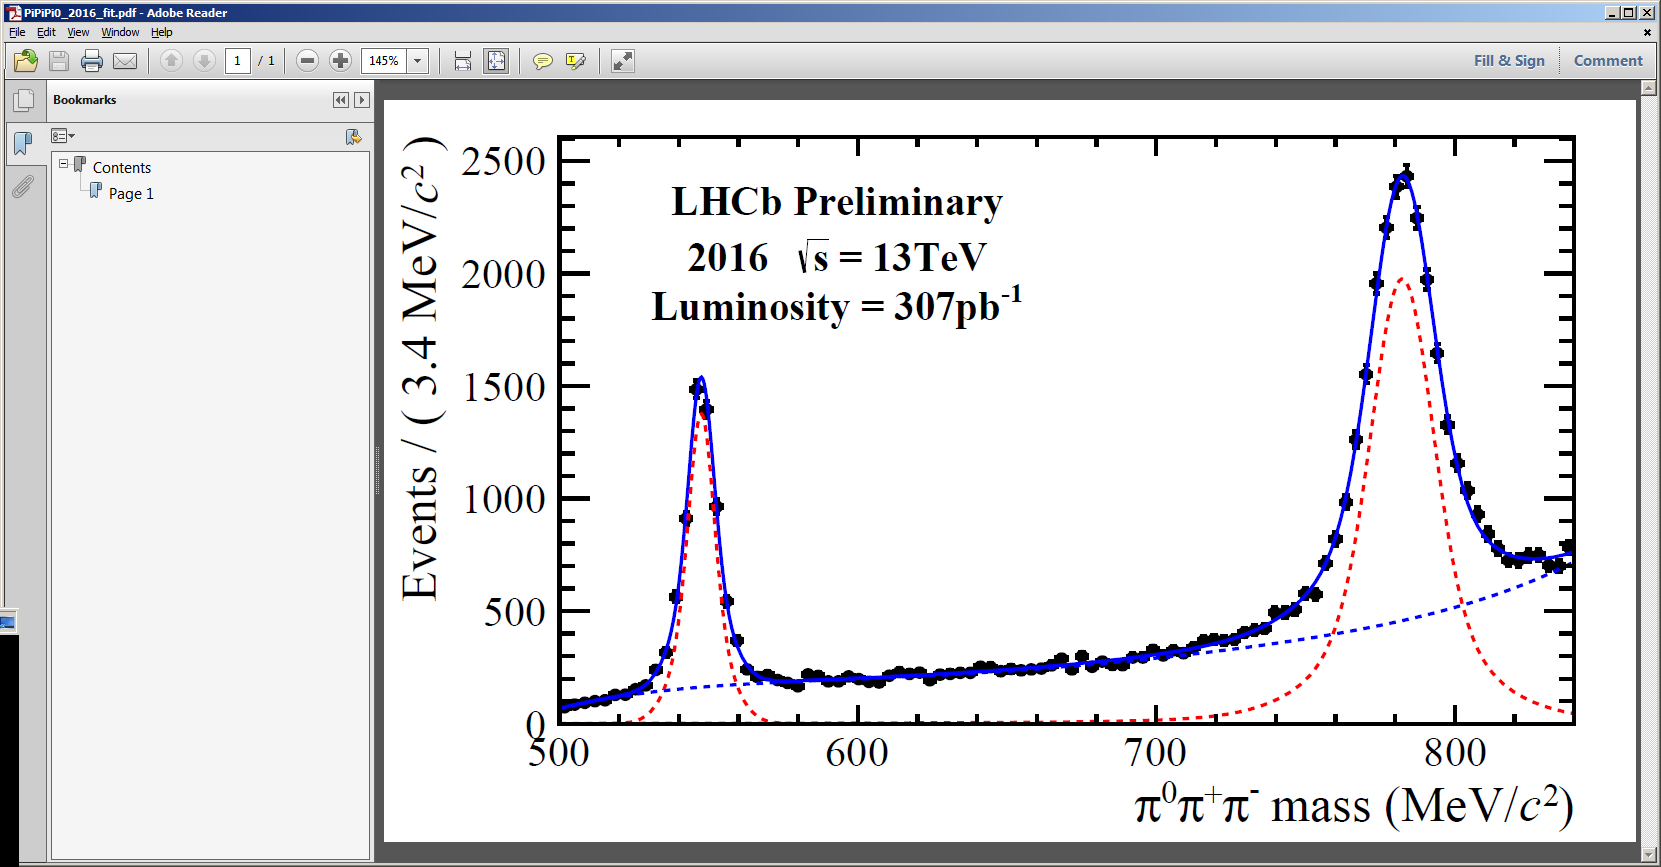 PiPiPi0_2016_fit.pdf - Adobe Reader
File Edit View Window Help
1 / 1 145% Fill & Sign Comment
Bookmarks
Contents
Page 1
LHCb Preliminary
2016 √s = 13TeV
Luminosity = 307pb⁻¹
Events / ( 3.4 MeV/c² )
2500
2000
1500
1000
500
0
500 600 700 800
π⁰π⁺π⁻ mass (MeV/c²)